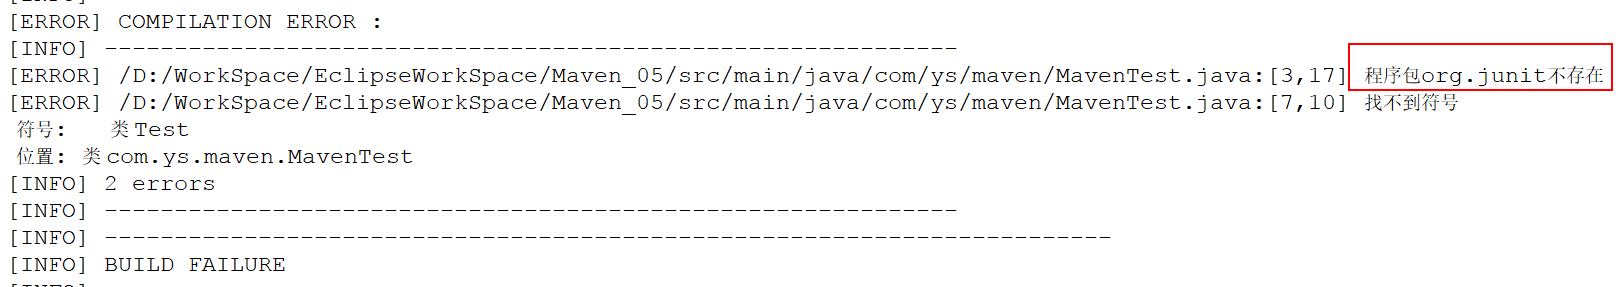 [ERROR] COMPILATION ERROR :
[INFO] -------------------------------------------------------------
[ERROR] /D:/WorkSpace/EclipseWorkSpace/Maven_05/src/main/java/com/ys/maven/MavenTest.java:[3,17] 程序包org.junit不存在
[ERROR] /D:/WorkSpace/EclipseWorkSpace/Maven_05/src/main/java/com/ys/maven/MavenTest.java:[7,10] 找不到符号
符号: 类 Test
位置: 类 com.ys.maven.MavenTest
[INFO] 2 errors
[INFO] -------------------------------------------------------------
[INFO] ------------------------------------------------------------------------
[INFO] BUILD FAILURE